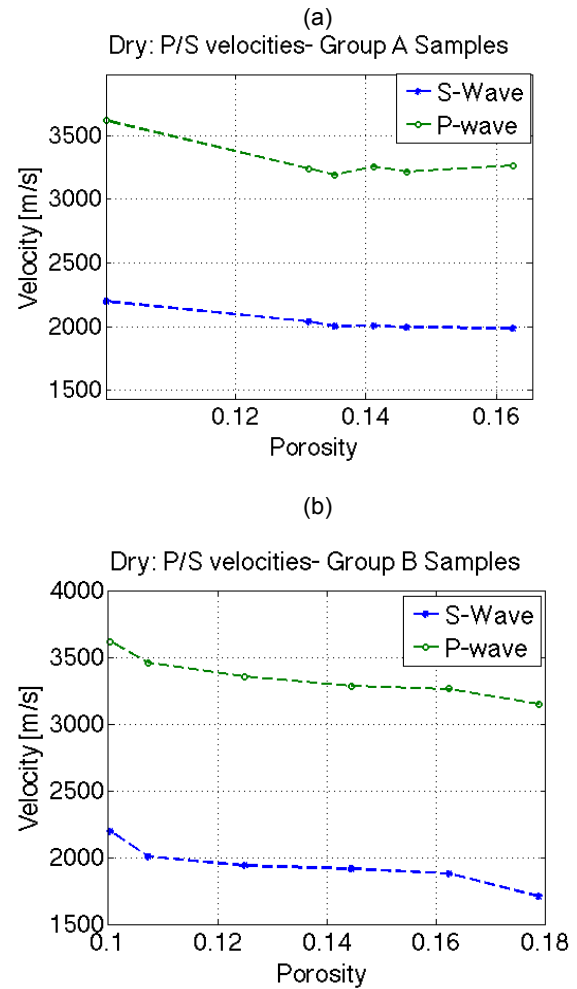 (a)
Dry: P/S velocities- Group A Samples
S-Wave
P-wave
3500
3000
2500
2000
1500
Velocity [m/s]
0.12 0.14 0.16
Porosity
(b)
Dry: P/S velocities- Group B Samples
4000
S-Wave
P-wave
3500
3000
2500
2000
1500
Velocity [m/s]
0.1 0.12 0.14 0.16 0.18
Porosity